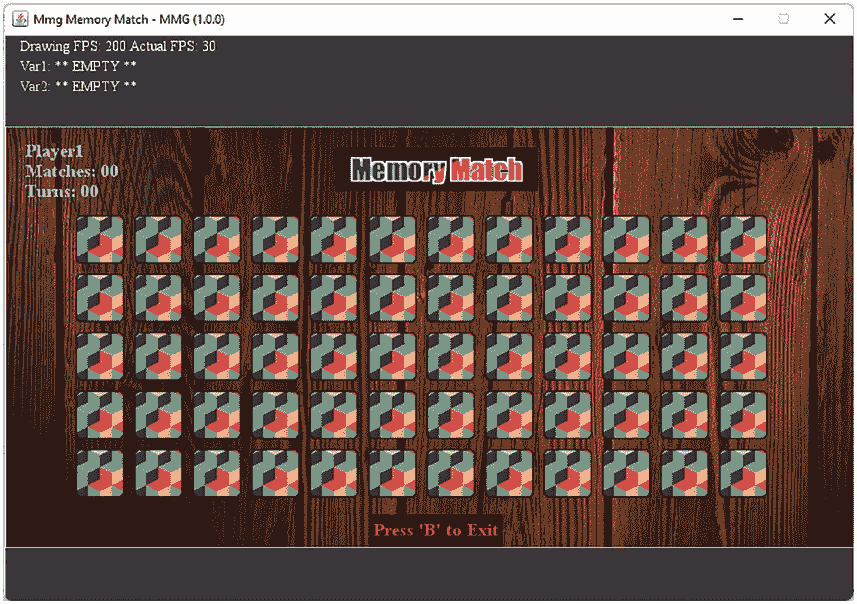 Mmg Memory Match - MMG (1.0.0)
Drawing FPS: 200 Actual FPS: 30
Var1: ** EMPTY **
Var2: ** EMPTY **
Player1
Matches: 00
Turns: 00
Memory Match
Press 'B' to Exit